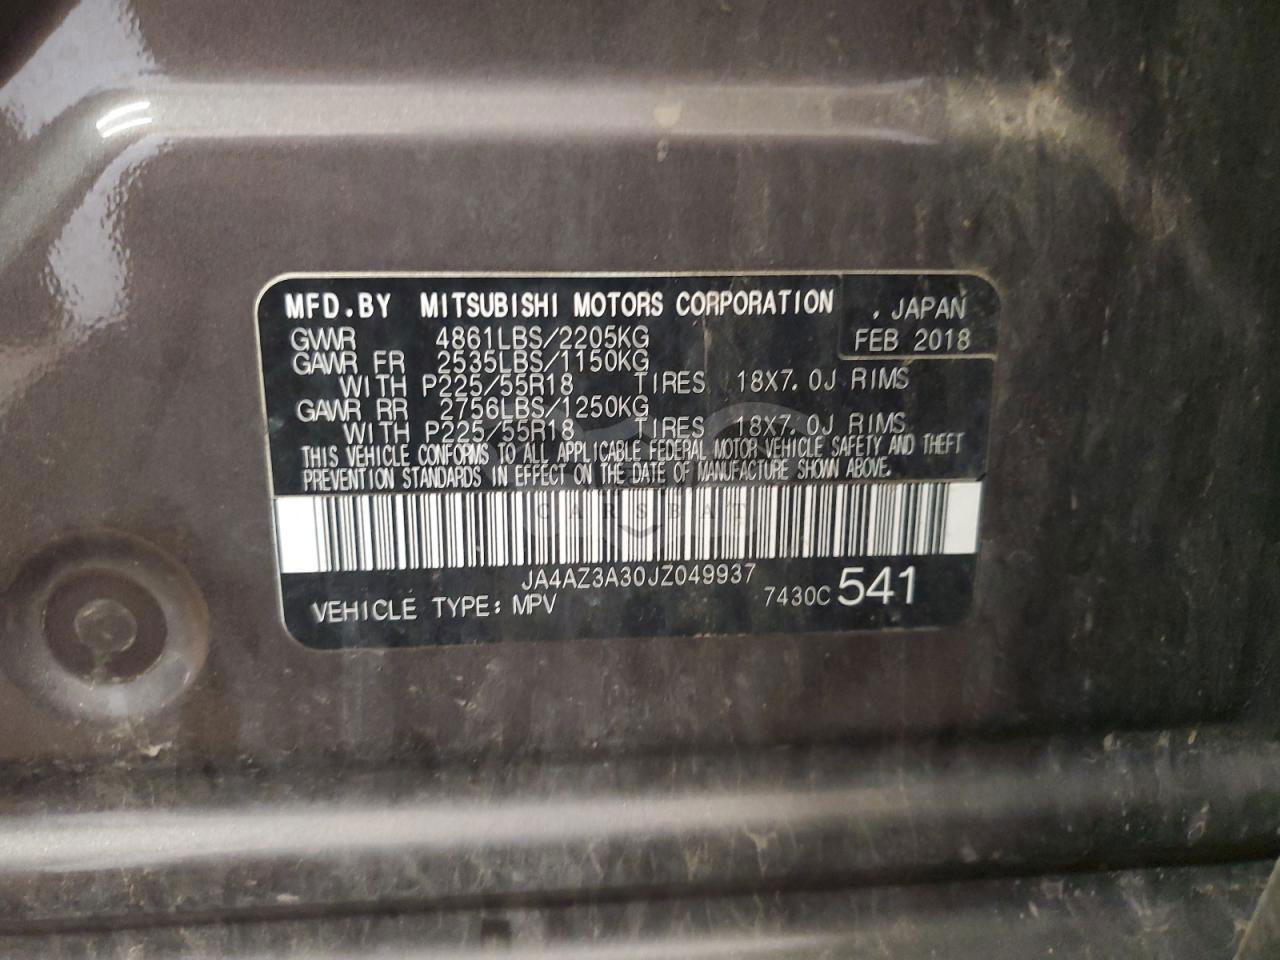 MFD.BY MITSUBISHI MOTORS CORPORATION , JAPAN
GVWR 4861LBS/2205KG FEB 2018
GAWR FR 2535LBS/1150KG
WITH P225/55R18 TIRES 18X7.0J RIMS
GAWR RR 2756LBS/1250KG
WITH P225/55R18 TIRES 18X7.0J RIMS
THIS VEHICLE CONFORMS TO ALL APPLICABLE FEDERAL MOTOR VEHICLE SAFETY AND THEFT
PREVENTION STANDARDS IN EFFECT ON THE DATE OF MANUFACTURE SHOWN ABOVE.
CARSBAT
JA4AZ3A30JZ049937
VEHICLE TYPE: MPV 7430C 541